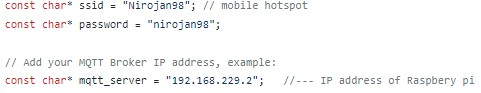 const char* ssid = "Nirojan98"; // mobile hotspot
const char* password = "nirojan98";
// Add your MQTT Broker IP address, example:
const char* mqtt_server = "192.168.229.2"; //--- IP address of Raspbery pi